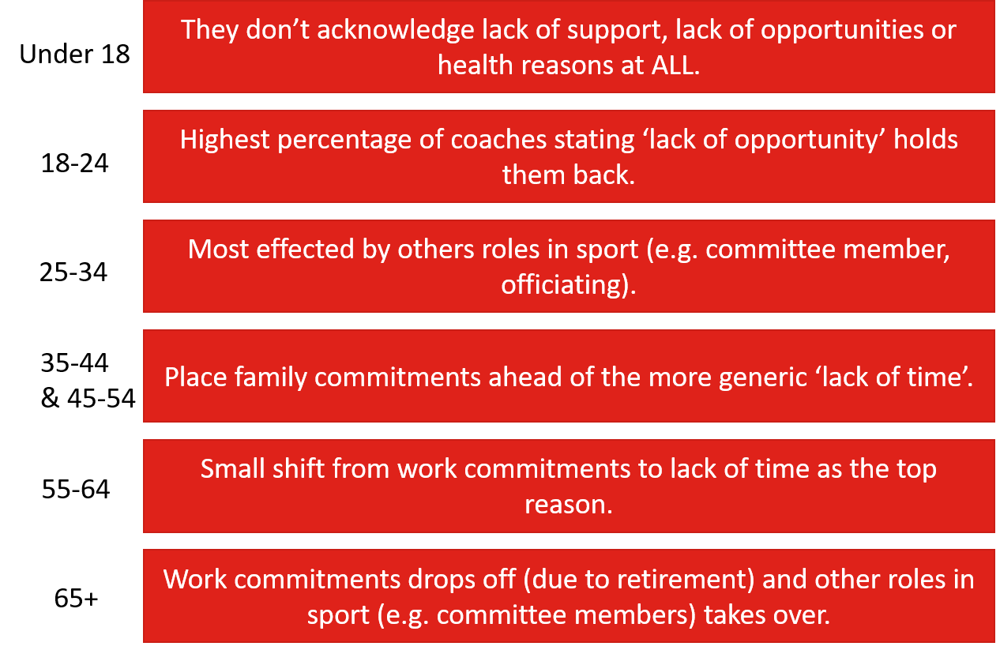 Under 18
They don’t acknowledge lack of support, lack of opportunities or
health reasons at ALL.
18-24
Highest percentage of coaches stating ‘lack of opportunity’ holds
them back.
25-34
Most effected by others roles in sport (e.g. committee member,
officiating).
35-44
& 45-54
Place family commitments ahead of the more generic ‘lack of time’.
55-64
Small shift from work commitments to lack of time as the top
reason.
65+
Work commitments drops off (due to retirement) and other roles in
sport (e.g. committee members) takes over.